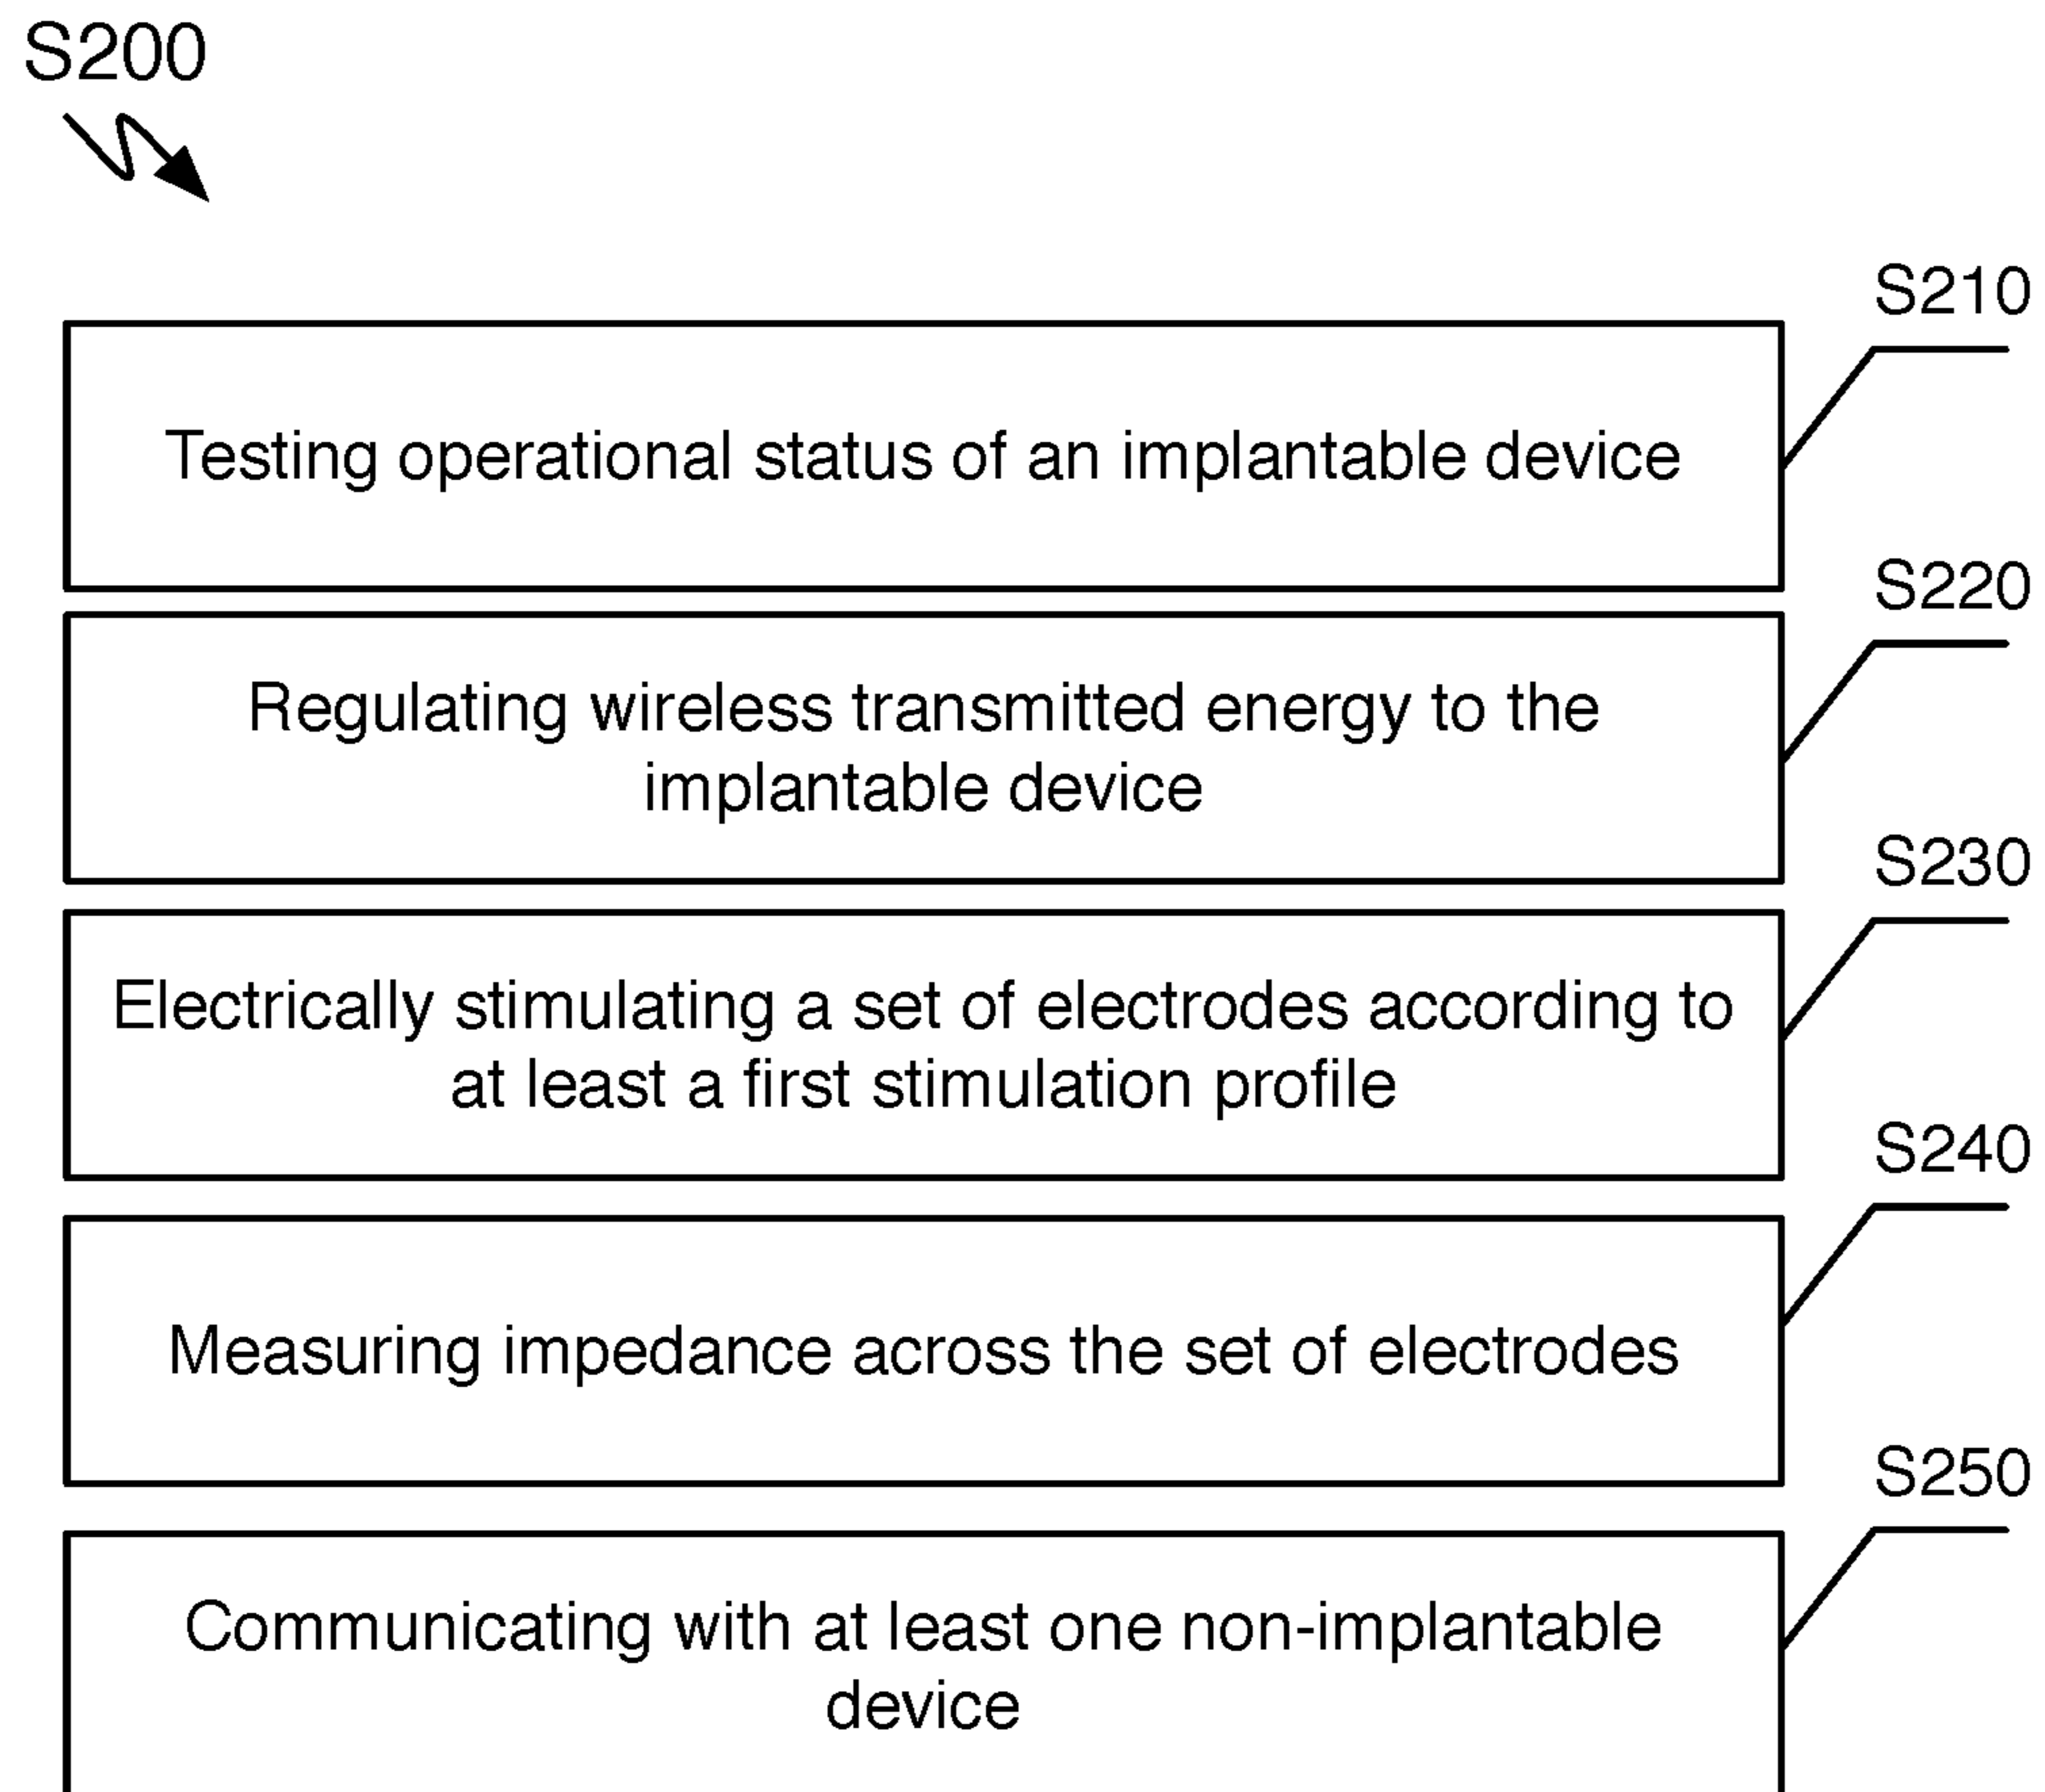 S200
S210
Testing operational status of an implantable device
S220
Regulating wireless transmitted energy to the
implantable device
S230
Electrically stimulating a set of electrodes according to
at least a first stimulation profile
S240
Measuring impedance across the set of electrodes
S250
Communicating with at least one non-implantable
device